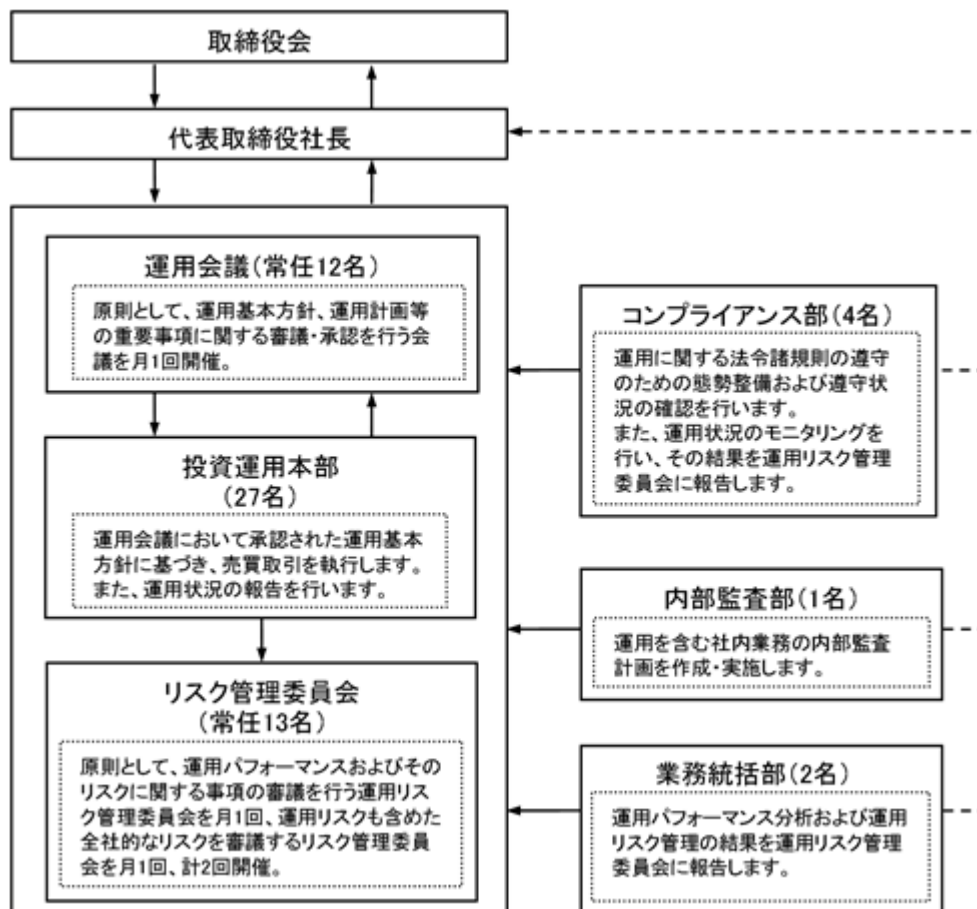 取締役会
代表取締役社長
運用会議(常任12名)
原則として、運用基本方針、運用計画等
の重要事項に関する審議・承認を行う会
議を月1回開催。
投資運用本部
(27名)
運用会議において承認された運用基本
方針に基づき、売買取引を執行します。
また、運用状況の報告を行います。
リスク管理委員会
(常任13名)
原則として、運用パフォーマンスおよびその
リスクに関する事項の審議を行う運用リス
ク管理委員会を月1回、運用リスクも含めた
全社的なリスクを審議するリスク管理委員
会を月1回、計2回開催。
コンプライアンス部(4名)
運用に関する法令諸規則の遵守
のための態勢整備および遵守状
況の確認を行います。
また、運用状況のモニタリングを
行い、その結果を運用リスク管理
委員会に報告します。
内部監査部(1名)
運用を含む社内業務の内部監査
計画を作成・実施します。
業務統括部(2名)
運用パフォーマンス分析および運用
リスク管理の結果を運用リスク管理
委員会に報告します。